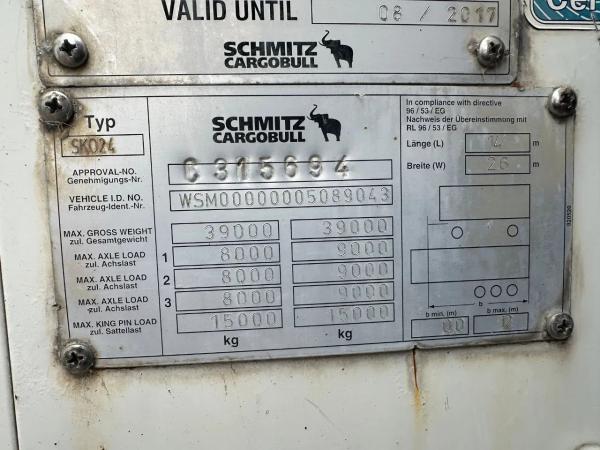 VALID UNTIL 08 / 2017
SCHMITZ
CARGOBULL
Typ
SKO24
SCHMITZ
CARGOBULL
APPROVAL-NO.
Genehmigungs-Nr.
C315694
VEHICLE I.D. NO.
Fahrzeug-Ident.-Nr.
WSM00000005089043
MAX. GROSS WEIGHT
zul. Gesamtgewicht
39000 39000
MAX. AXLE LOAD
zul. Achslast
1 8000 9000
MAX. AXLE LOAD
zul. Achslast
2 8000 9000
MAX. AXLE LOAD
zul. Achslast
3 8000 9000
MAX. KING PIN LOAD
zul. Sattellast
15000 15000
kg kg
In compliance with directive
96 / 53 / EG
Nachweis der Übereinstimmung mit
RL 96 / 53 / EG
Länge (L) 14 m
Breite (W) 26 m
b
b min. (m) b max. (m)
00